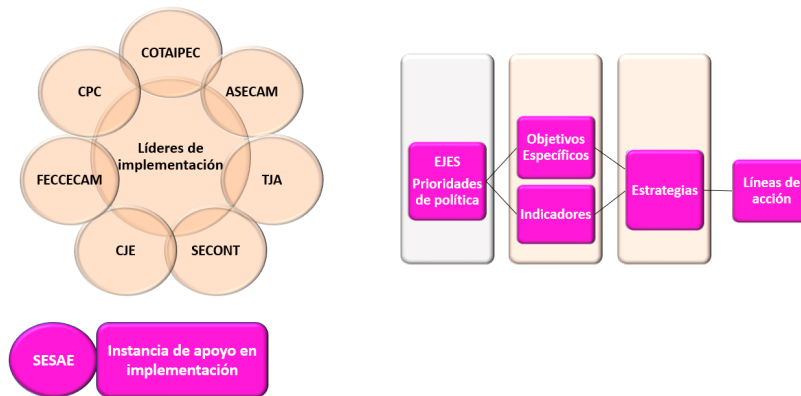 COTAIPEC
CPC
ASECAM
Líderes de
implementación
FECCECAM
TJA
CJE
SECONT
SESAE
Instancia de apoyo en
implementación
EJES
Prioridades
de política
Objetivos
Específicos
Indicadores
Estrategias
Líneas de
acción